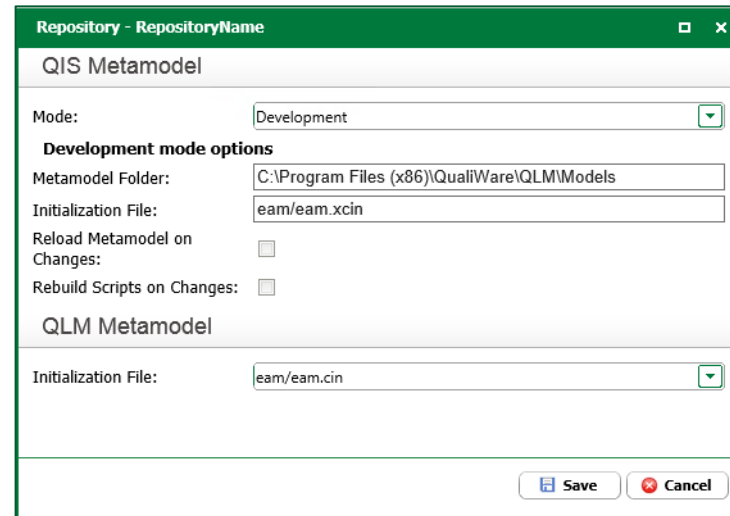 Repository - RepositoryName
QIS Metamodel
Mode:
Development
Development mode options
Metamodel Folder:
C:\Program Files (x86)\QualiWare\QLM\Models
Initialization File:
eam/eam.xcin
Reload Metamodel on
Changes:
Rebuild Scripts on Changes:
QLM Metamodel
Initialization File:
eam/eam.cin
Save
Cancel